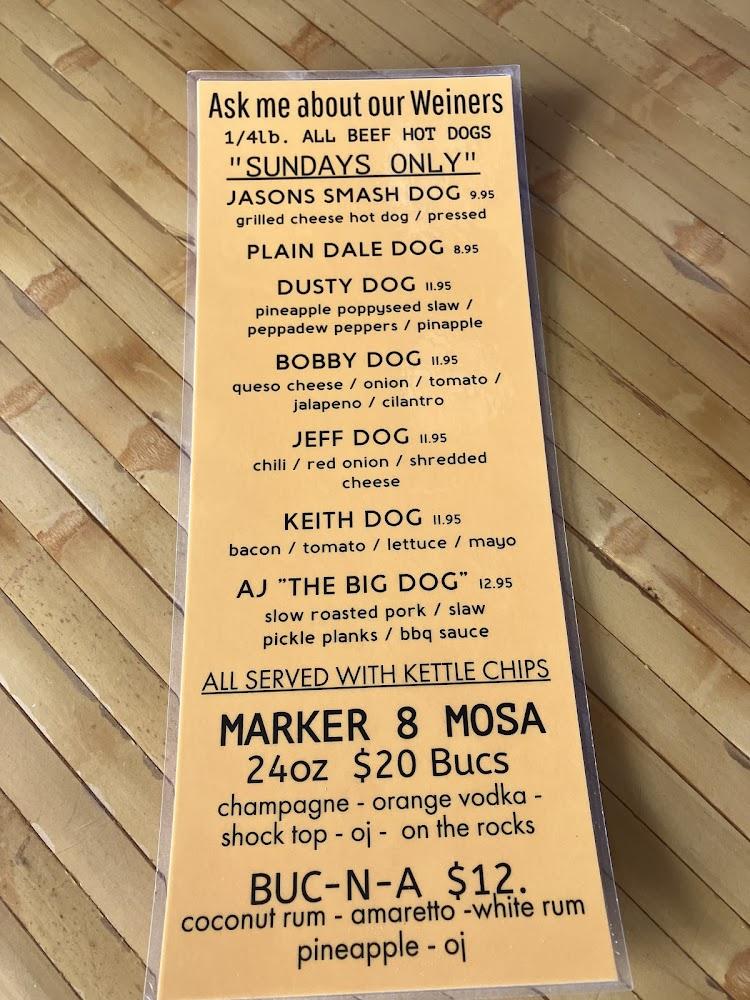 Ask me about our Weiners
1/4lb. ALL BEEF HOT DOGS
"SUNDAYS ONLY"
JASONS SMASH DOG 9.95
grilled cheese hot dog / pressed
PLAIN DALE DOG 8.95
DUSTY DOG 11.95
pineapple poppyseed slaw /
peppadew peppers / pinapple
BOBBY DOG 11.95
queso cheese / onion / tomato /
jalapeno / cilantro
JEFF DOG 11.95
chili / red onion / shredded
cheese
KEITH DOG 11.95
bacon / tomato / lettuce / mayo
AJ "THE BIG DOG" 12.95
slow roasted pork / slaw
pickle planks / bbq sauce
ALL SERVED WITH KETTLE CHIPS
MARKER 8 MOSA
24oz $20 Bucs
champagne - orange vodka -
shock top - oj - on the rocks
BUC-N-A $12.
coconut rum - amaretto -white rum
pineapple - oj